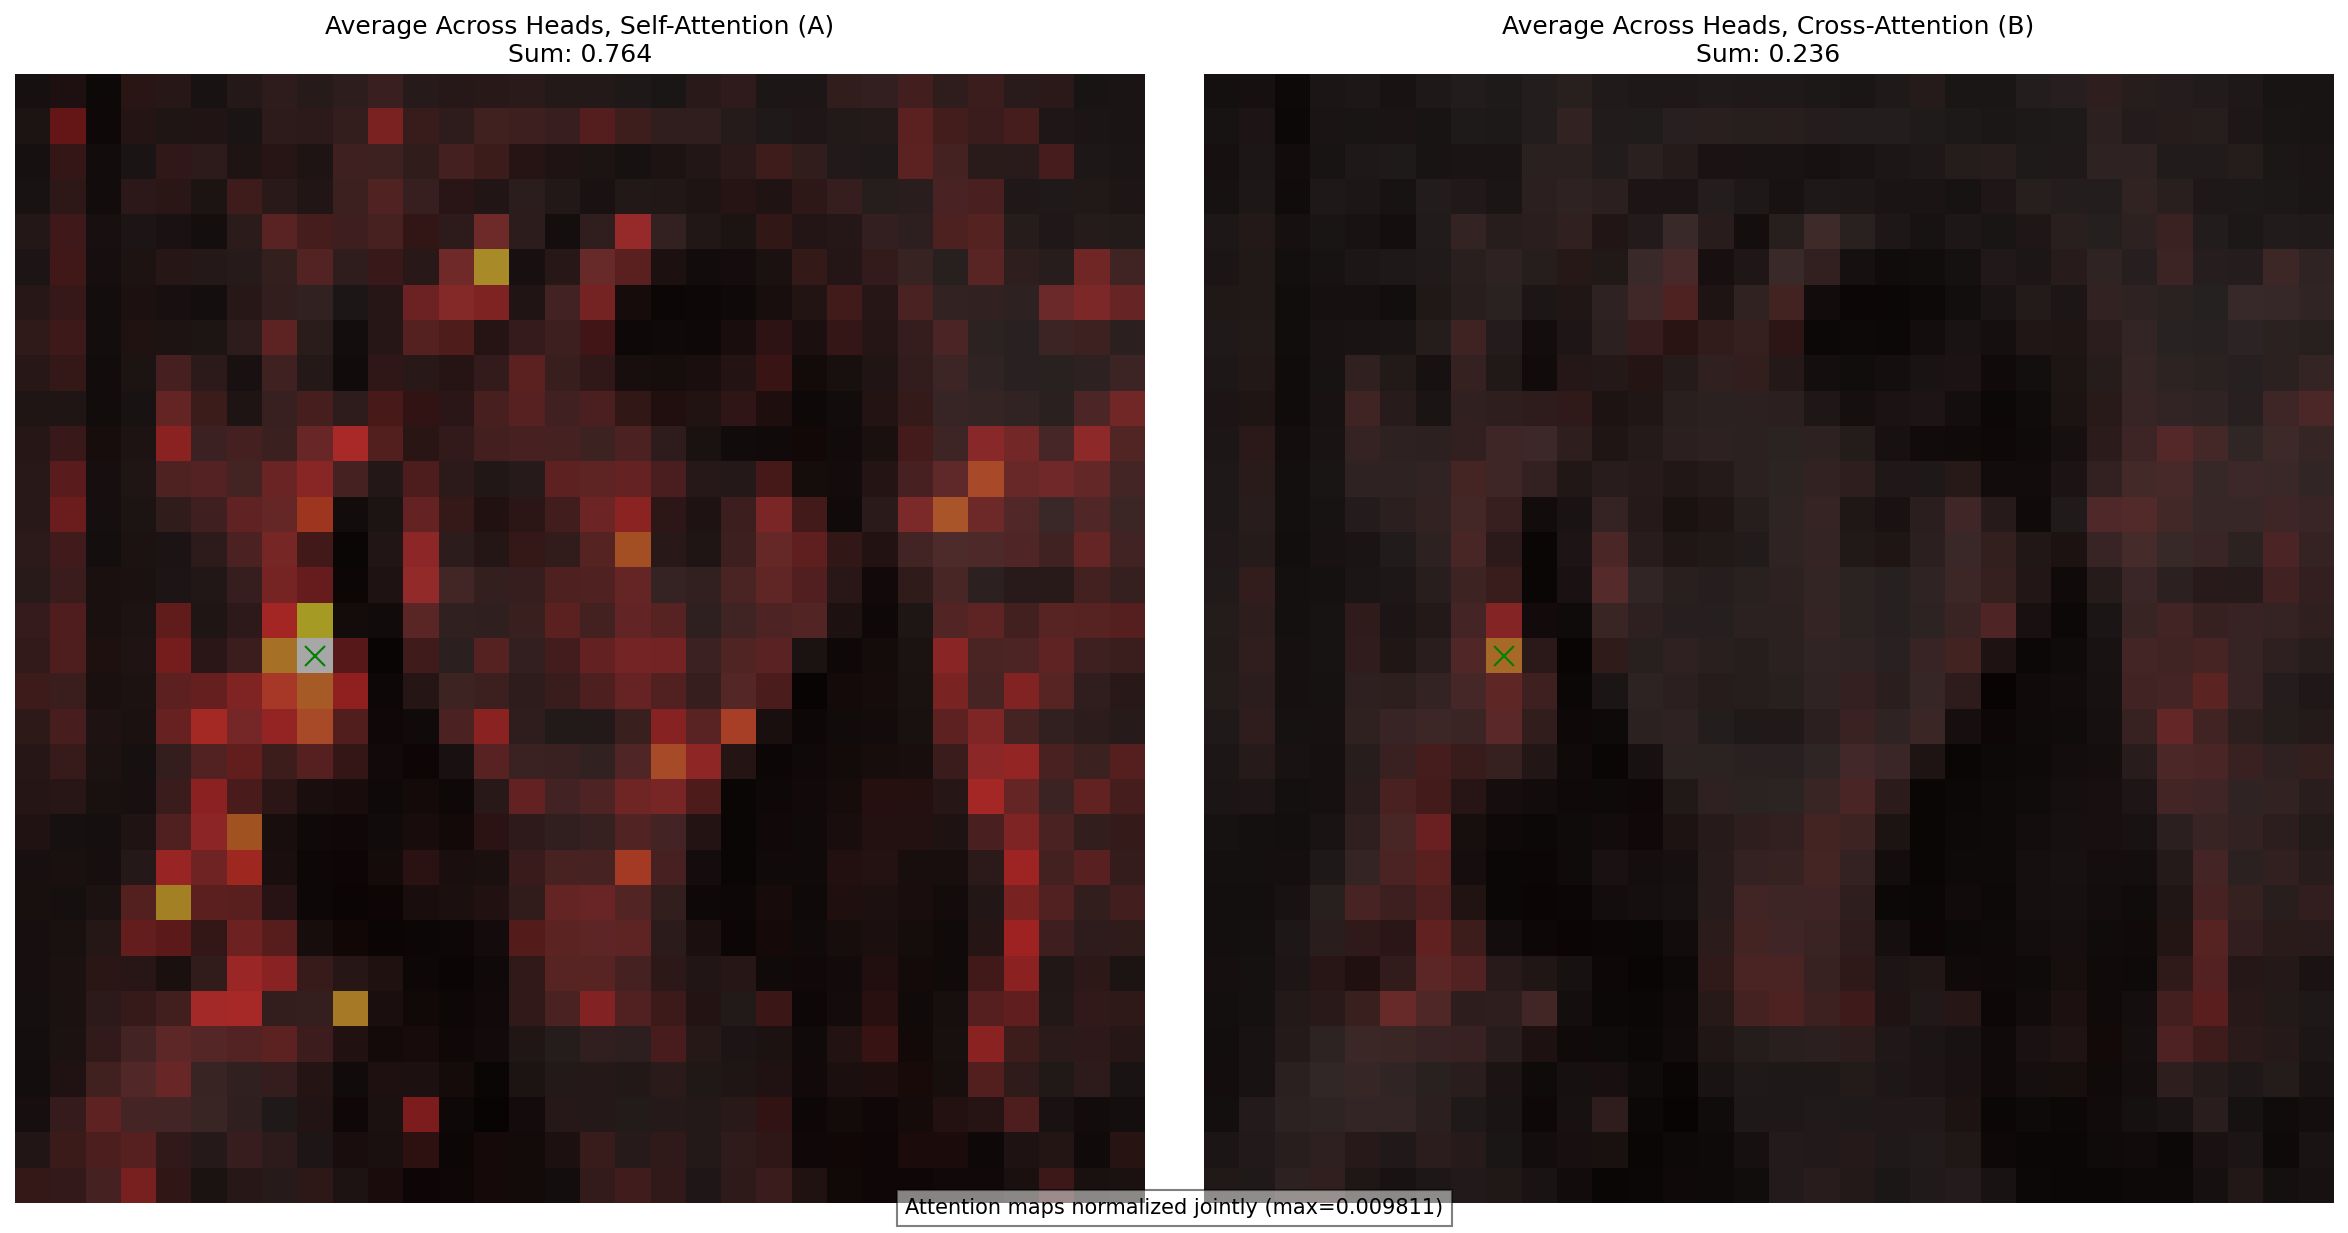 Average Across Heads, Self-Attention (A)
Sum: 0.764
Average Across Heads, Cross-Attention (B)
Sum: 0.236
Attention maps normalized jointly (max=0.009811)